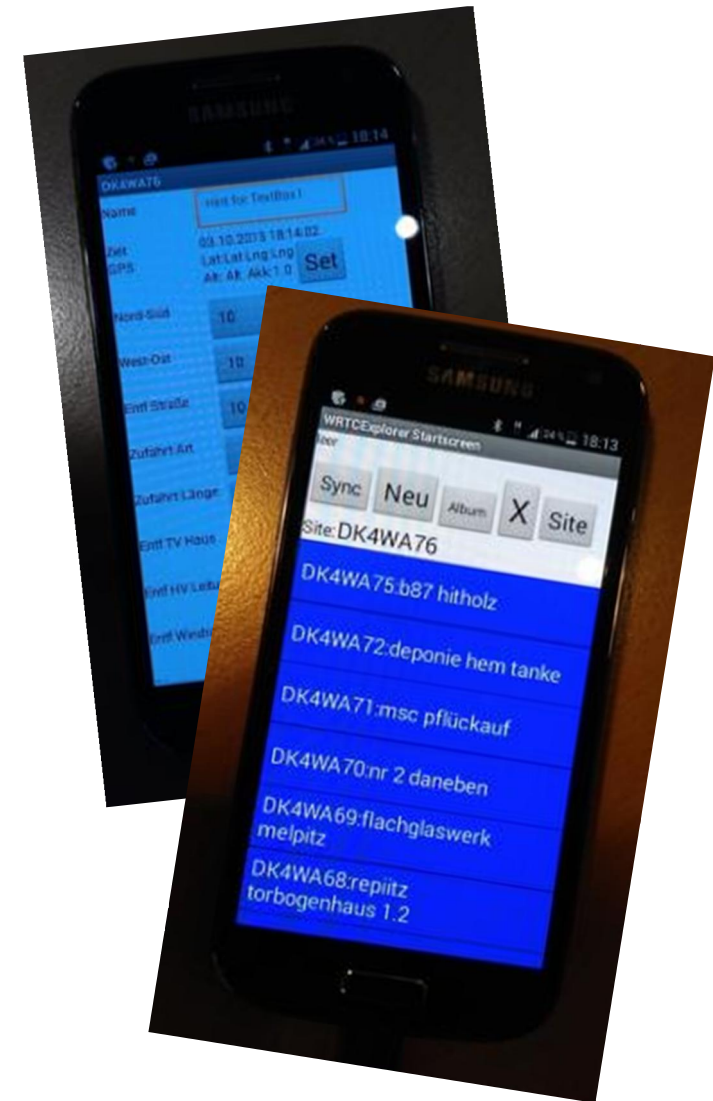 SAMSUNG
18:14
DK4WA76
Name
Hint for TextBox1
Zeit
03.10.2015 18:14:02
GPS
Lat:Lat Lng:Lng
Alt: Alt Akk:1.0
Set
Nord-Süd
10
West-Ost
10
Entf Straße
10
Zufahrt Art
Zufahrt Länge
Entf TV Haus
Entf HV Leitu
Entf Windr
SAMSUNG
24% 18:13
WRTCExplorer Startscreen
leer
Sync Neu Album X Site
Site:DK4WA76
DK4WA75:b87 hitholz
DK4WA72:deponie hem tanke
DK4WA71:msc pflückauf
DK4WA70:nr 2 daneben
DK4WA69:flachglaswerk
melpitz
DK4WA68:repiitz
torbogenhaus 1.2